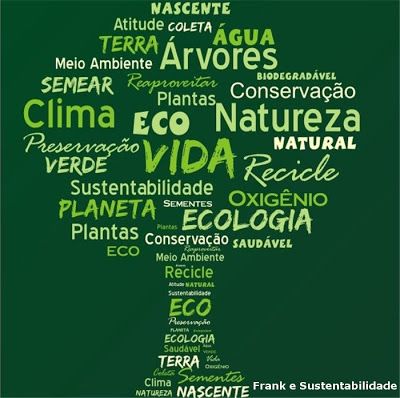 NASCENTE
Atitude COLETA
TERRA ÁGUA
Meio Ambiente Árvores
BIODEGRADÁVEL
SEMEAR Reaproveitar Conservação
Plantas
Clima ECO Natureza
Preservação VIDA NATURAL
VERDE Recicle
Sustentabilidade
PLANETA SEMENTES OXIGÊNIO
ECOLOGIA
Plantas Plantas
Conservação SAUDÁVEL
ECO Reaproveitar
Meio Ambiente
Recicle
Atitude NATURAL
Sustentabilidade
ECO
Preservação
PLANETA
ECOLOGIA
Saudável Água VERDE
TERRA Vida
Coleta OXIGÊNIO
Clima Sementes
NATUREZA NASCENTE
Frank e Sustentabilidade